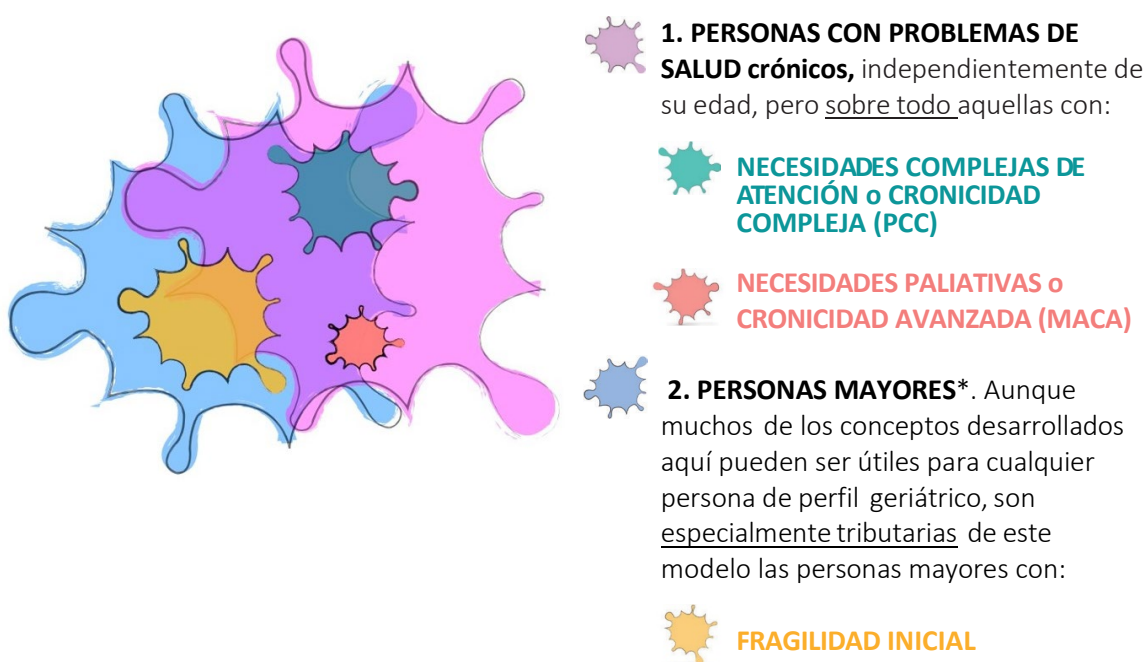 1. PERSONAS CON PROBLEMAS DE
SALUD crónicos, independientemente de
su edad, pero sobre todo aquellas con:
NECESIDADES COMPLEJAS DE
ATENCIÓN o CRONICIDAD
COMPLEJA (PCC)
NECESIDADES PALIATIVAS o
CRONICIDAD AVANZADA (MACA)
2. PERSONAS MAYORES*. Aunque
muchos de los conceptos desarrollados
aquí pueden ser útiles para cualquier
persona de perfil geriátrico, son
especialmente tributarias de este
modelo las personas mayores con:
FRAGILIDAD INICIAL